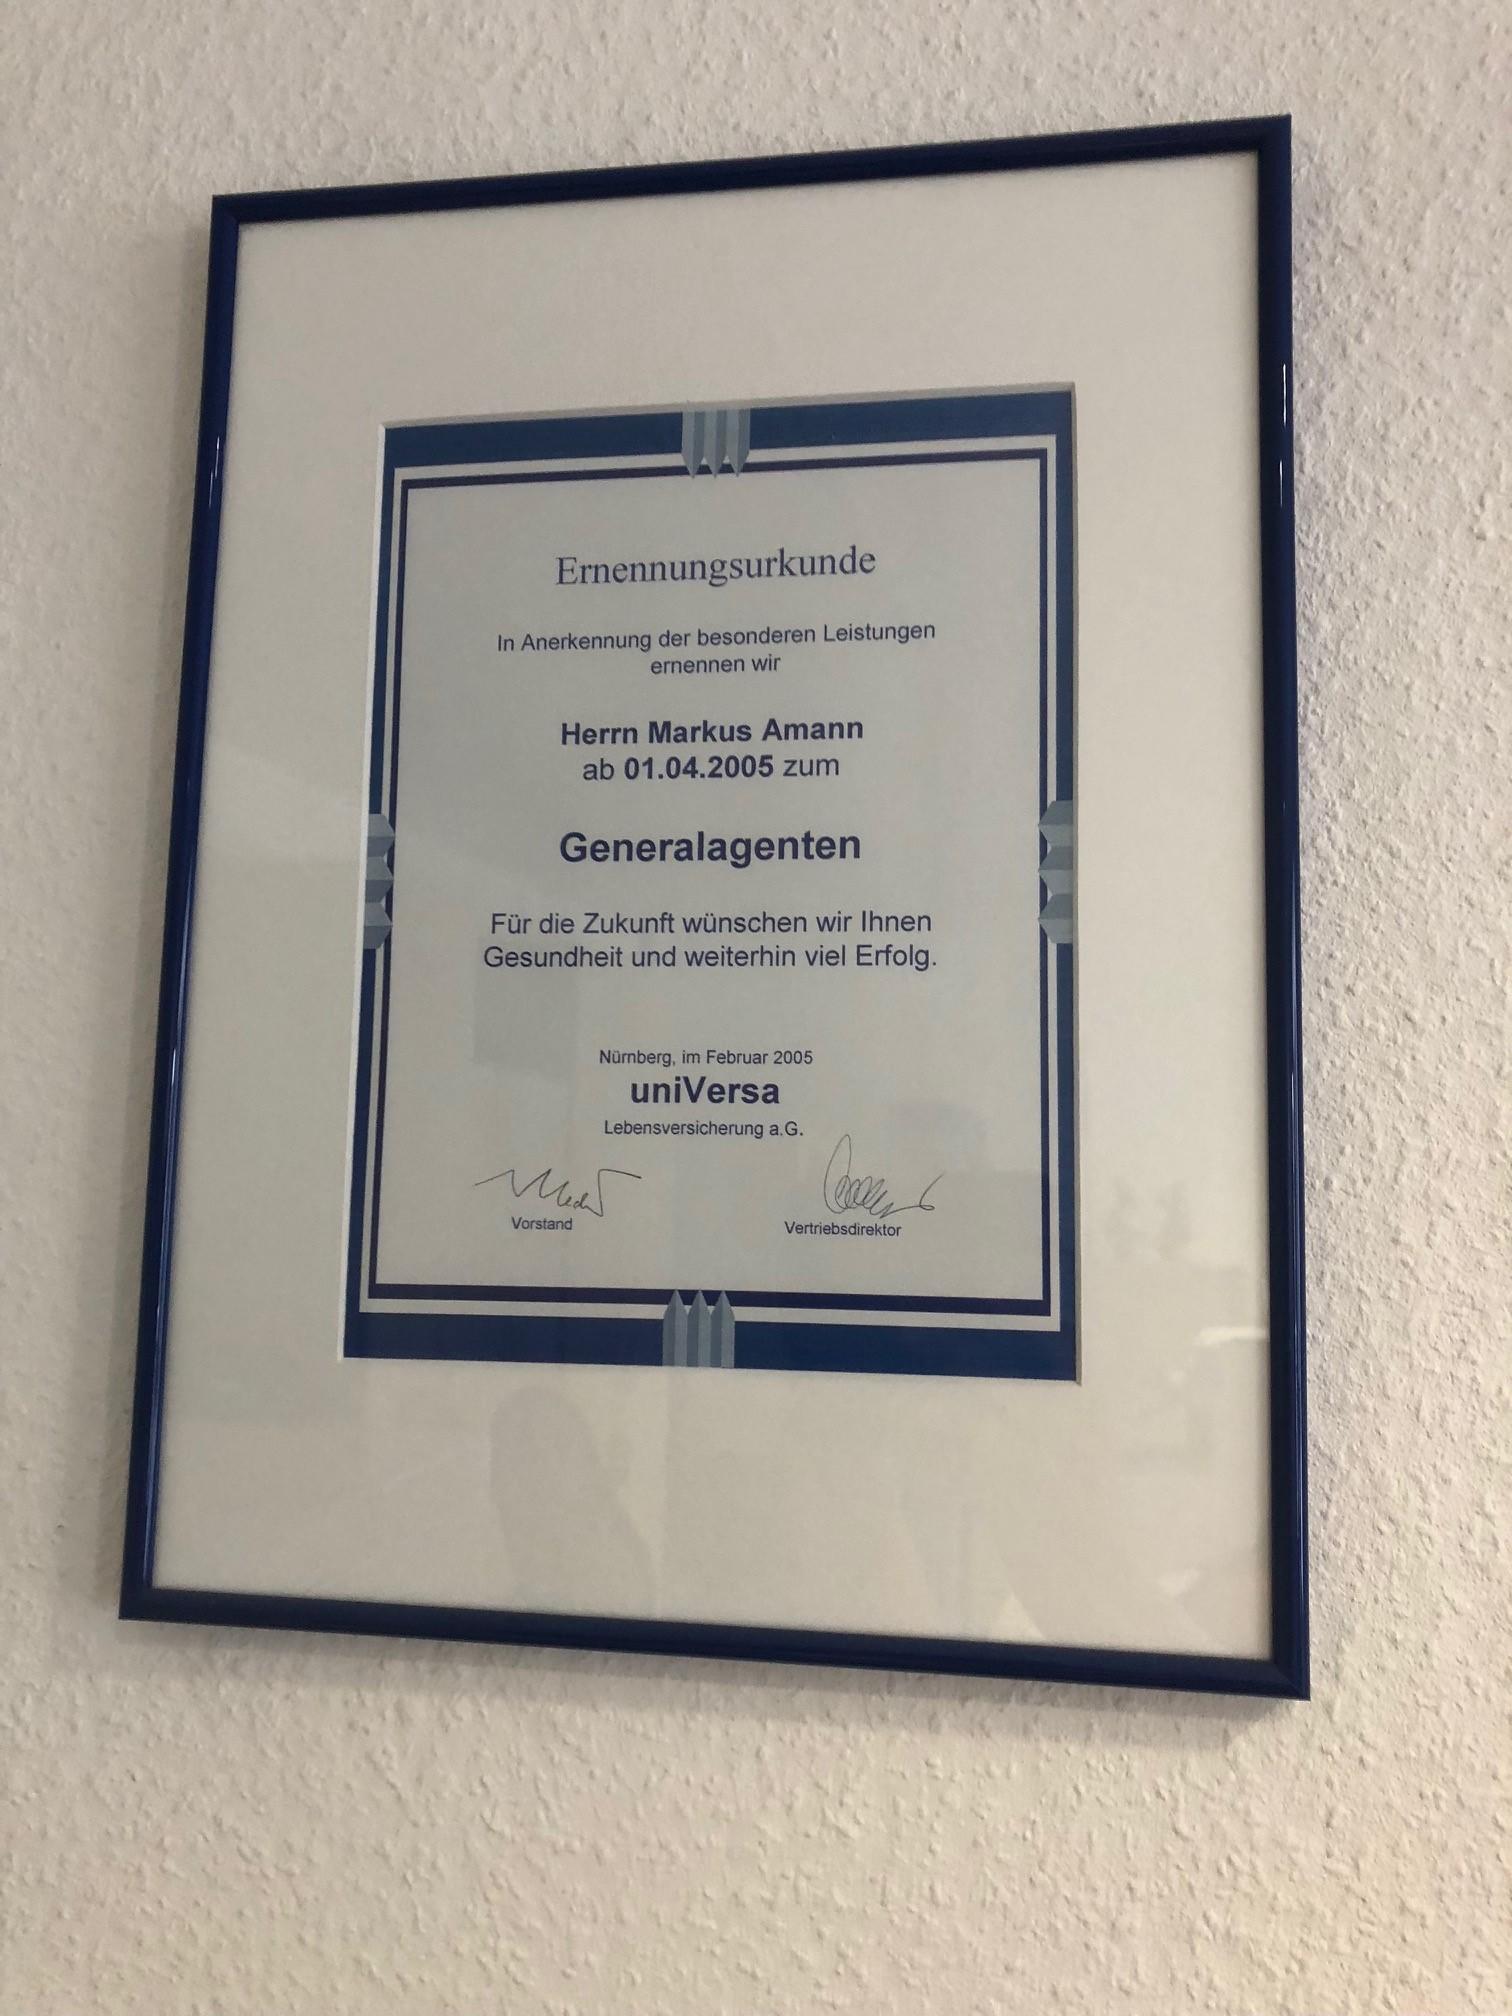 Ernennungsurkunde
In Anerkennung der besonderen Leistungen
ernennen wir
Herrn Markus Amann
ab 01.04.2005 zum
Generalagenten
Für die Zukunft wünschen wir Ihnen
Gesundheit und weiterhin viel Erfolg.
Nürnberg, im Februar 2005
uniVersa
Lebensversicherung a.G.
Vorstand
Vertriebsdirektor